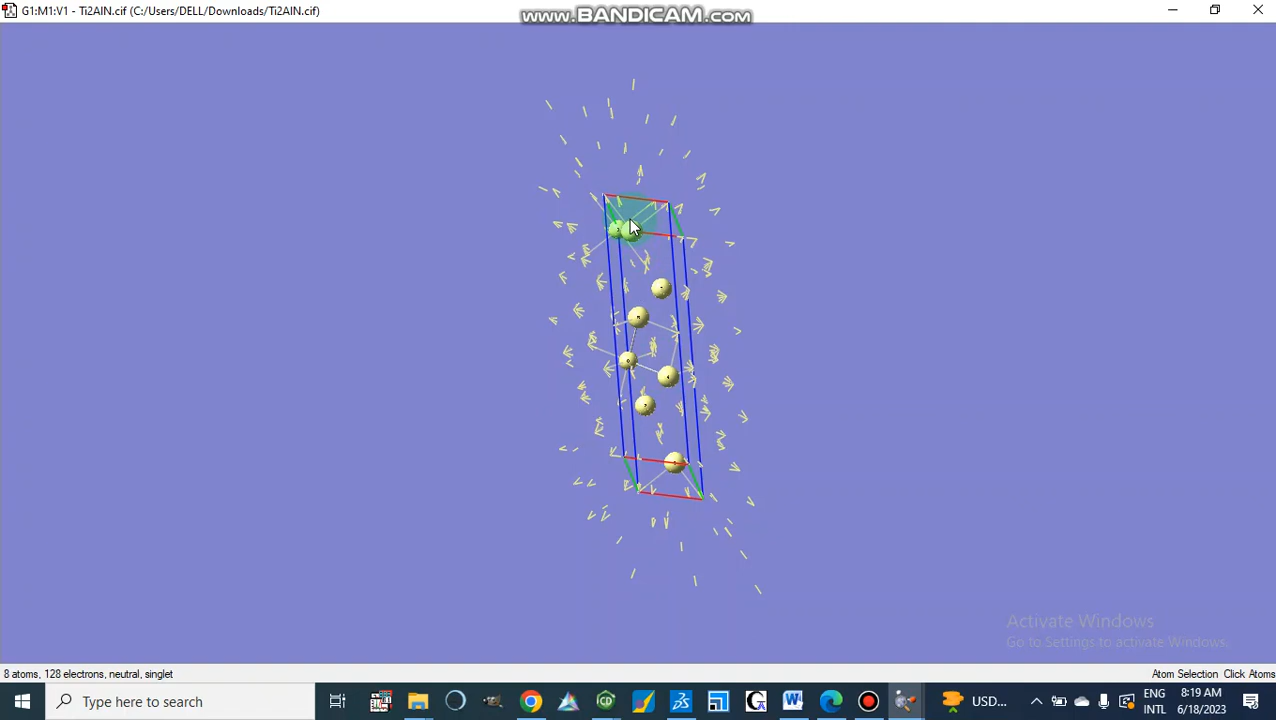 G1:M1:V1 - Ti2AlN.cif (C:/Users/DELL/Downloads/Ti2AlN.cif)
www.BANDICAM.com
Activate Windows
Go to Settings to activate Windows.
8 atoms, 128 electrons, neutral, singlet
Atom Selection Click Atoms
Type here to search
USD...
ENG
INTL
8:19 AM
6/18/2023